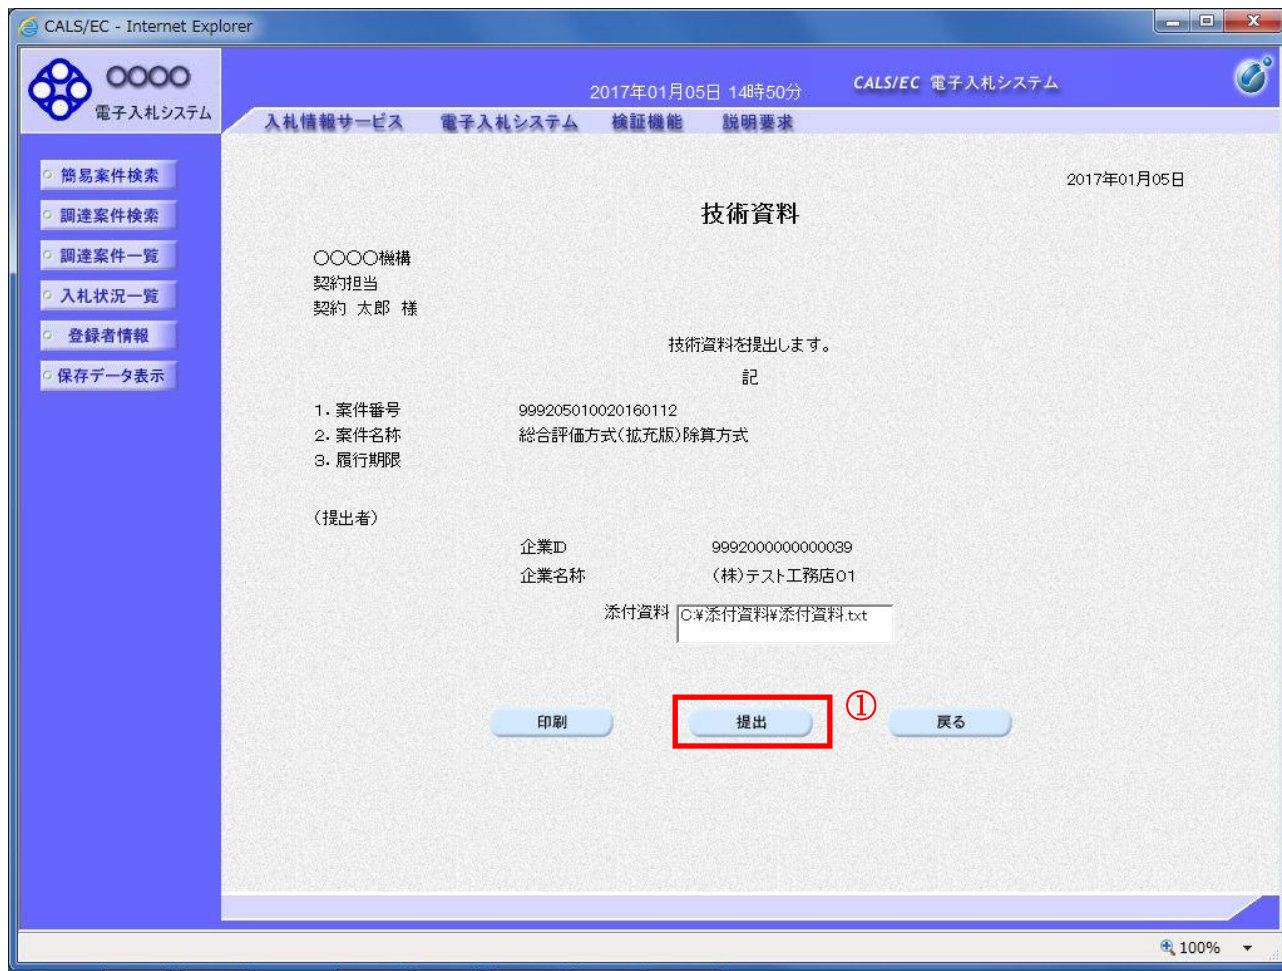 CALS/EC - Internet Explorer
〇〇〇〇
電子入札システム
2017年01月05日 14時50分
CALS/EC 電子入札システム
入札情報サービス 電子入札システム 検証機能 説明要求
簡易案件検索
調達案件検索
調達案件一覧
入札状況一覧
登録者情報
保存データ表示
2017年01月05日
技術資料
〇〇〇〇機構
契約担当
契約 太郎 様
技術資料を提出します。
記
1. 案件番号 999205010020160112
2. 案件名称 総合評価方式(拡充版)除算方式
3. 履行期限
(提出者)
企業ID 9992000000000039
企業名称 (株)テスト工務店01
添付資料 C:¥添付資料¥添付資料.txt
印刷 提出 ① 戻る
100%